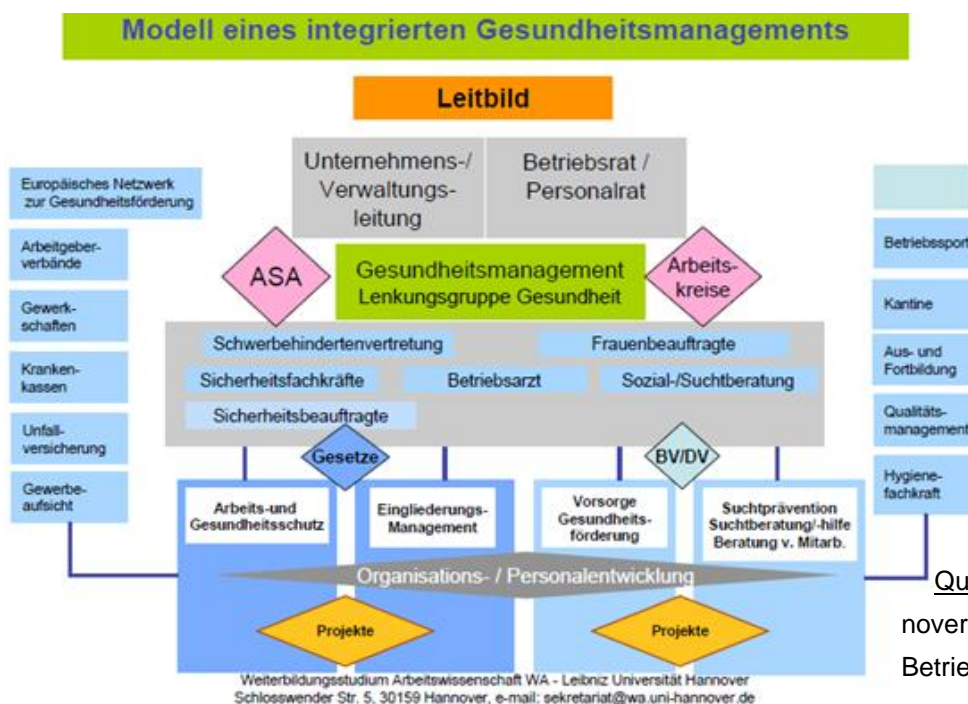 Modell eines integrierten Gesundheitsmanagements
Leitbild
Unternehmens-/
Verwaltungs-
leitung
Betriebsrat /
Personalrat
Europäisches Netzwerk
zur Gesundheitsförderung
Arbeitgeber-
verbände
Gewerk-
schaften
Kranken-
kassen
Unfall-
versicherung
Gewerbe-
aufsicht
ASA
Gesundheitsmanagement
Lenkungsgruppe Gesundheit
Arbeits-
kreise
Schwerbehindertenvertretung
Frauenbeauftragte
Sicherheitsfachkräfte
Betriebsarzt
Sozial-/Suchtberatung
Sicherheitsbeauftragte
Betriebssport
Kantine
Aus- und
Fortbildung
Qualitäts-
management
Hygiene-
fachkraft
Gesetze
BV/DV
Arbeits-und
Gesundheitsschutz
Eingliederungs-
Management
Vorsorge
Gesundheits-
förderung
Suchtprävention
Suchtberatung/-hilfe
Beratung v. Mitarb.
Organisations- / Personalentwicklung
Projekte
Projekte
Weiterbildungsstudium Arbeitswissenschaft WA - Leibniz Universität Hannover
Schlosswender Str. 5, 30159 Hannover, e-mail: sekretariat@wa.uni-hannover.de
Qu
nover
Betrie